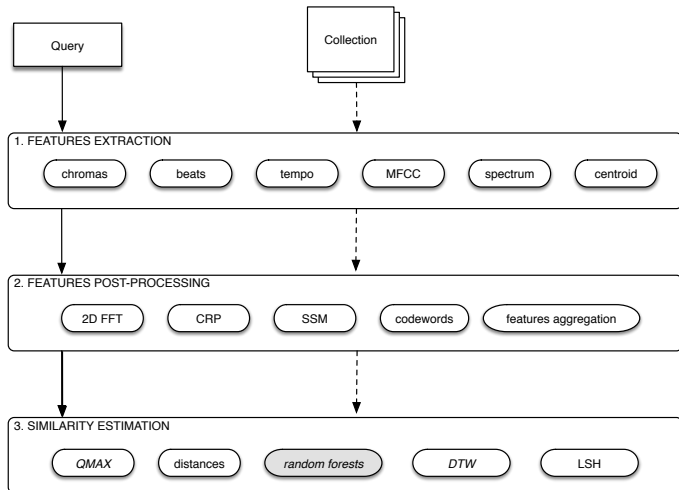 Query
Collection
1. FEATURES EXTRACTION
chromas beats tempo MFCC spectrum centroid
2. FEATURES POST-PROCESSING
2D FFT CRP SSM codewords features aggregation
3. SIMILARITY ESTIMATION
QMAX distances random forests DTW LSH